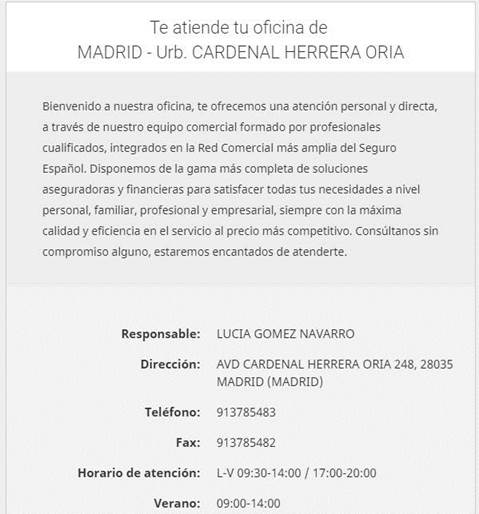 Te atiende tu oficina de
MADRID - Urb. CARDENAL HERRERA ORIA
Bienvenido a nuestra oficina, te ofrecemos una atención personal y directa,
a través de nuestro equipo comercial formado por profesionales
cualificados, integrados en la Red Comercial más amplia del Seguro
Español. Disponemos de la gama más completa de soluciones
aseguradoras y financieras para satisfacer todas tus necesidades a nivel
personal, familiar, profesional y empresarial, siempre con la máxima
calidad y eficiencia en el servicio al precio más competitivo. Consúltanos sin
compromiso alguno, estaremos encantados de atenderte.
Responsable: LUCIA GOMEZ NAVARRO
Dirección: AVD CARDENAL HERRERA ORIA 248, 28035
MADRID (MADRID)
Teléfono: 913785483
Fax: 913785482
Horario de atención: L-V 09:30-14:00 / 17:00-20:00
Verano: 09:00-14:00